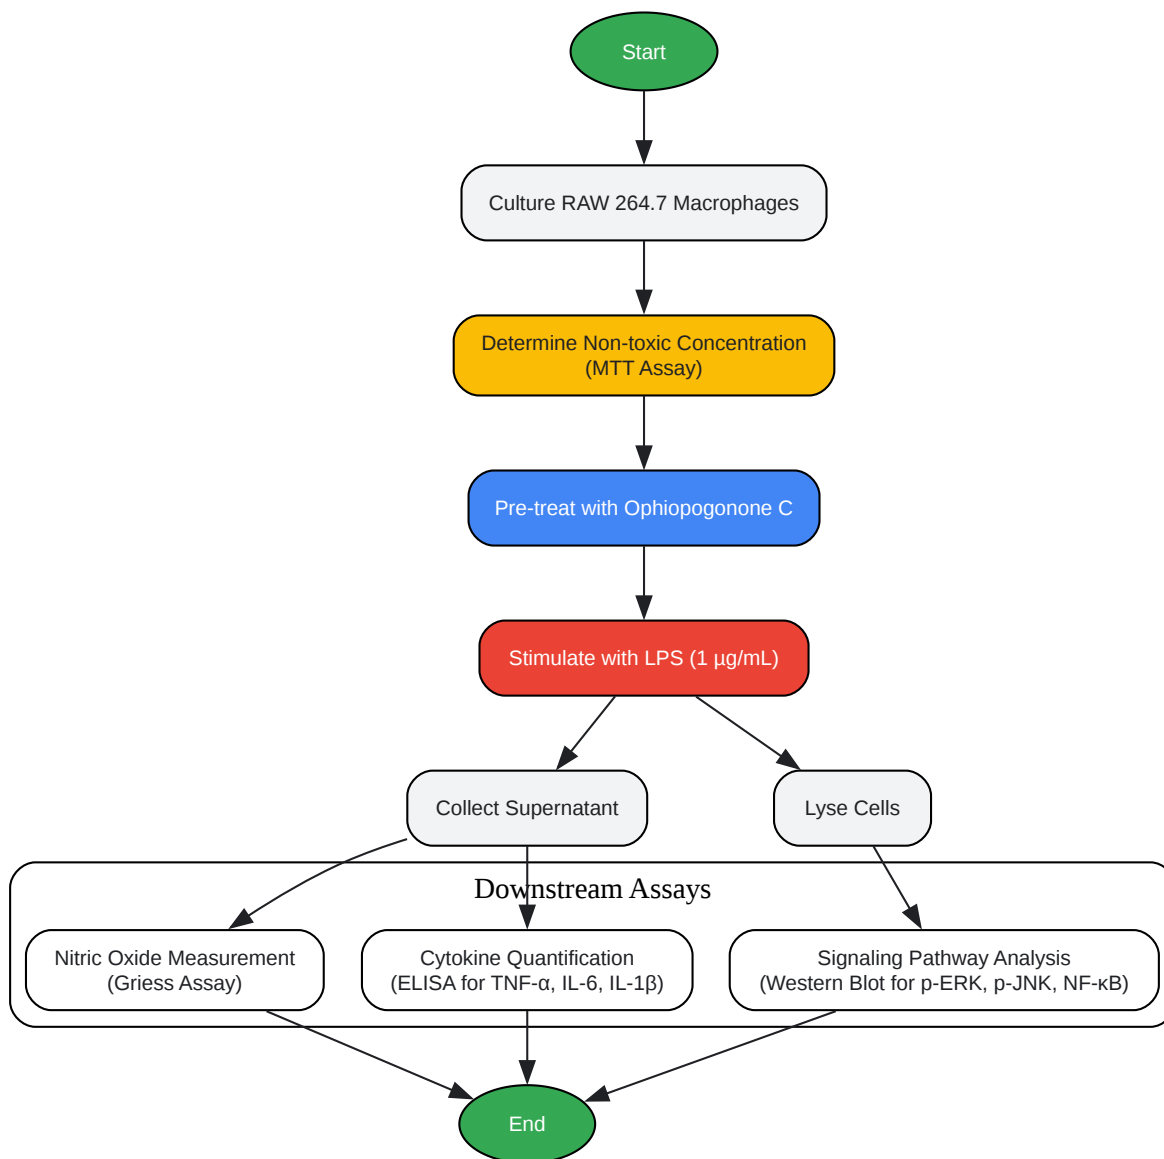 Start
Culture RAW 264.7 Macrophages
Determine Non-toxic Concentration
(MTT Assay)
Pre-treat with Ophiopogonone C
Stimulate with LPS (1 µg/mL)
Collect Supernatant
Lyse Cells
Downstream Assays
Nitric Oxide Measurement
(Griess Assay)
Cytokine Quantification
(ELISA for TNF-α, IL-6, IL-1β)
Signaling Pathway Analysis
(Western Blot for p-ERK, p-JNK, NF-κB)
End